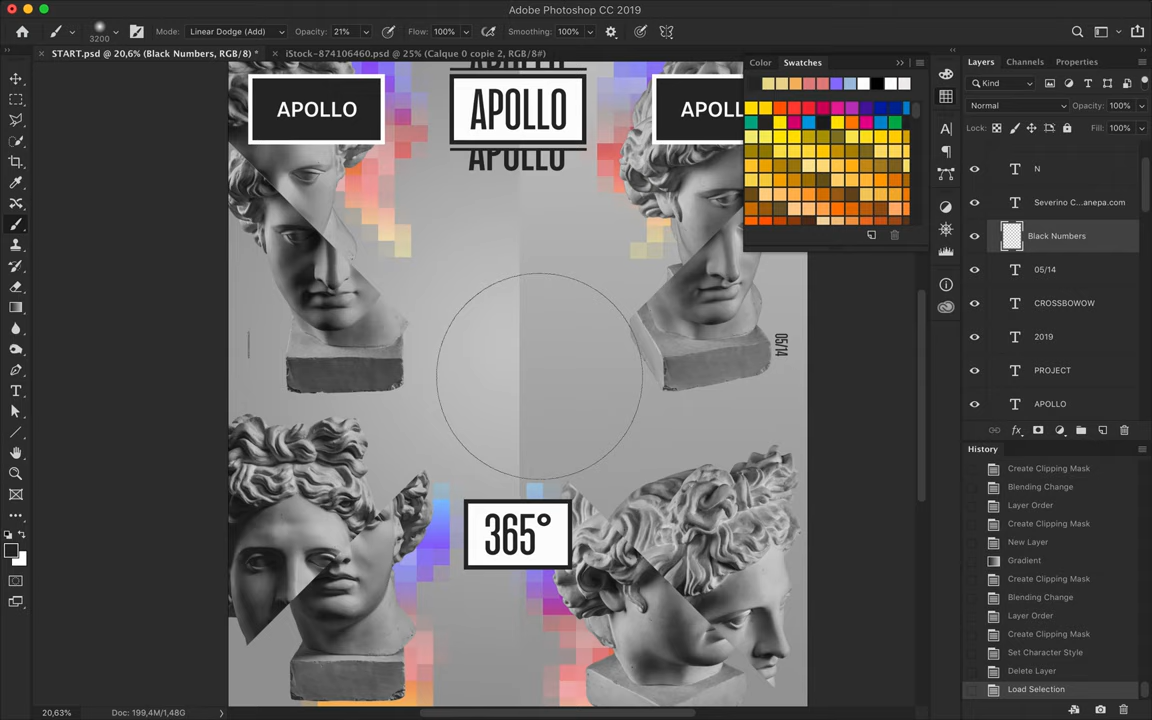 Adobe Photoshop CC 2019
3200
Mode: Linear Dodge (Add)
Opacity: 21%
Flow: 100%
Smoothing: 100%
START.psd @ 20,6% (Black Numbers, RGB/8) *
iStock-874106460.psd @ 25% (Calque 0 copie 2, RGB/8#)
Color
Swatches
APOLLO
APOLLO
APOLLO
APOLLO
APOLLO
05/14
365°
Layers
Channels
Properties
Kind
Normal
Opacity: 100%
Lock:
Fill: 100%
N
Severino C...anepa.com
Black Numbers
05/14
CROSSBOWOW
2019
PROJECT
APOLLO
fx
History
Create Clipping Mask
Blending Change
Layer Order
Create Clipping Mask
New Layer
Gradient
Create Clipping Mask
Blending Change
Layer Order
Create Clipping Mask
Set Character Style
Delete Layer
Load Selection
20,63%
Doc: 199,4M/1,48G